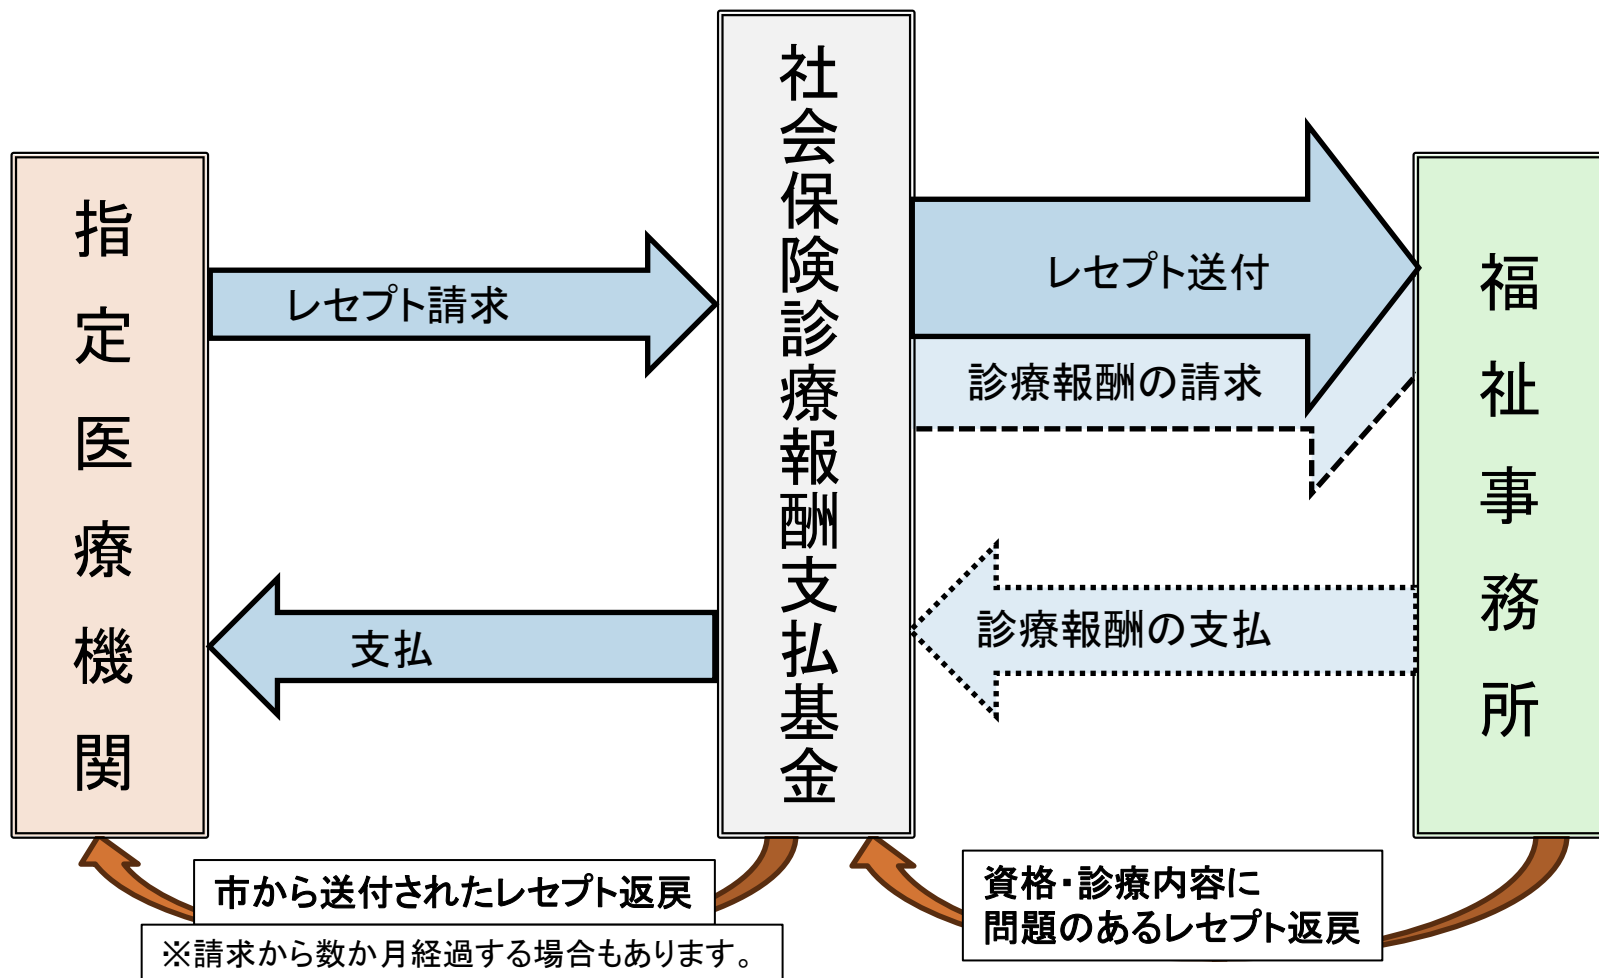 指定医療機関
社会保険診療報酬支払基金
福祉事務所
レセプト請求
レセプト送付
診療報酬の請求
支払
診療報酬の支払
市から送付されたレセプト返戻
※請求から数か月経過する場合もあります。
資格・診療内容に
問題のあるレセプト返戻